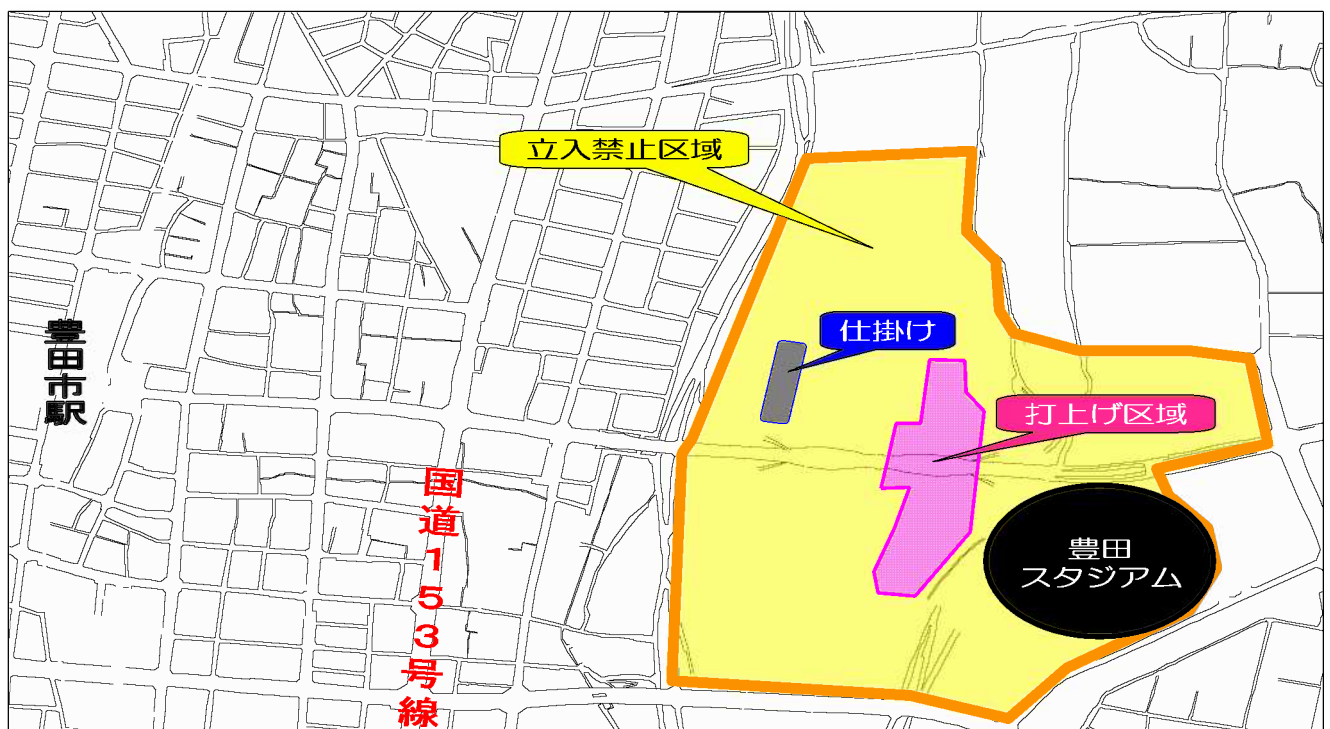 立入禁止区域
仕掛け
豊田市駅
打上げ区域
国道153号線
豊田
スタジアム